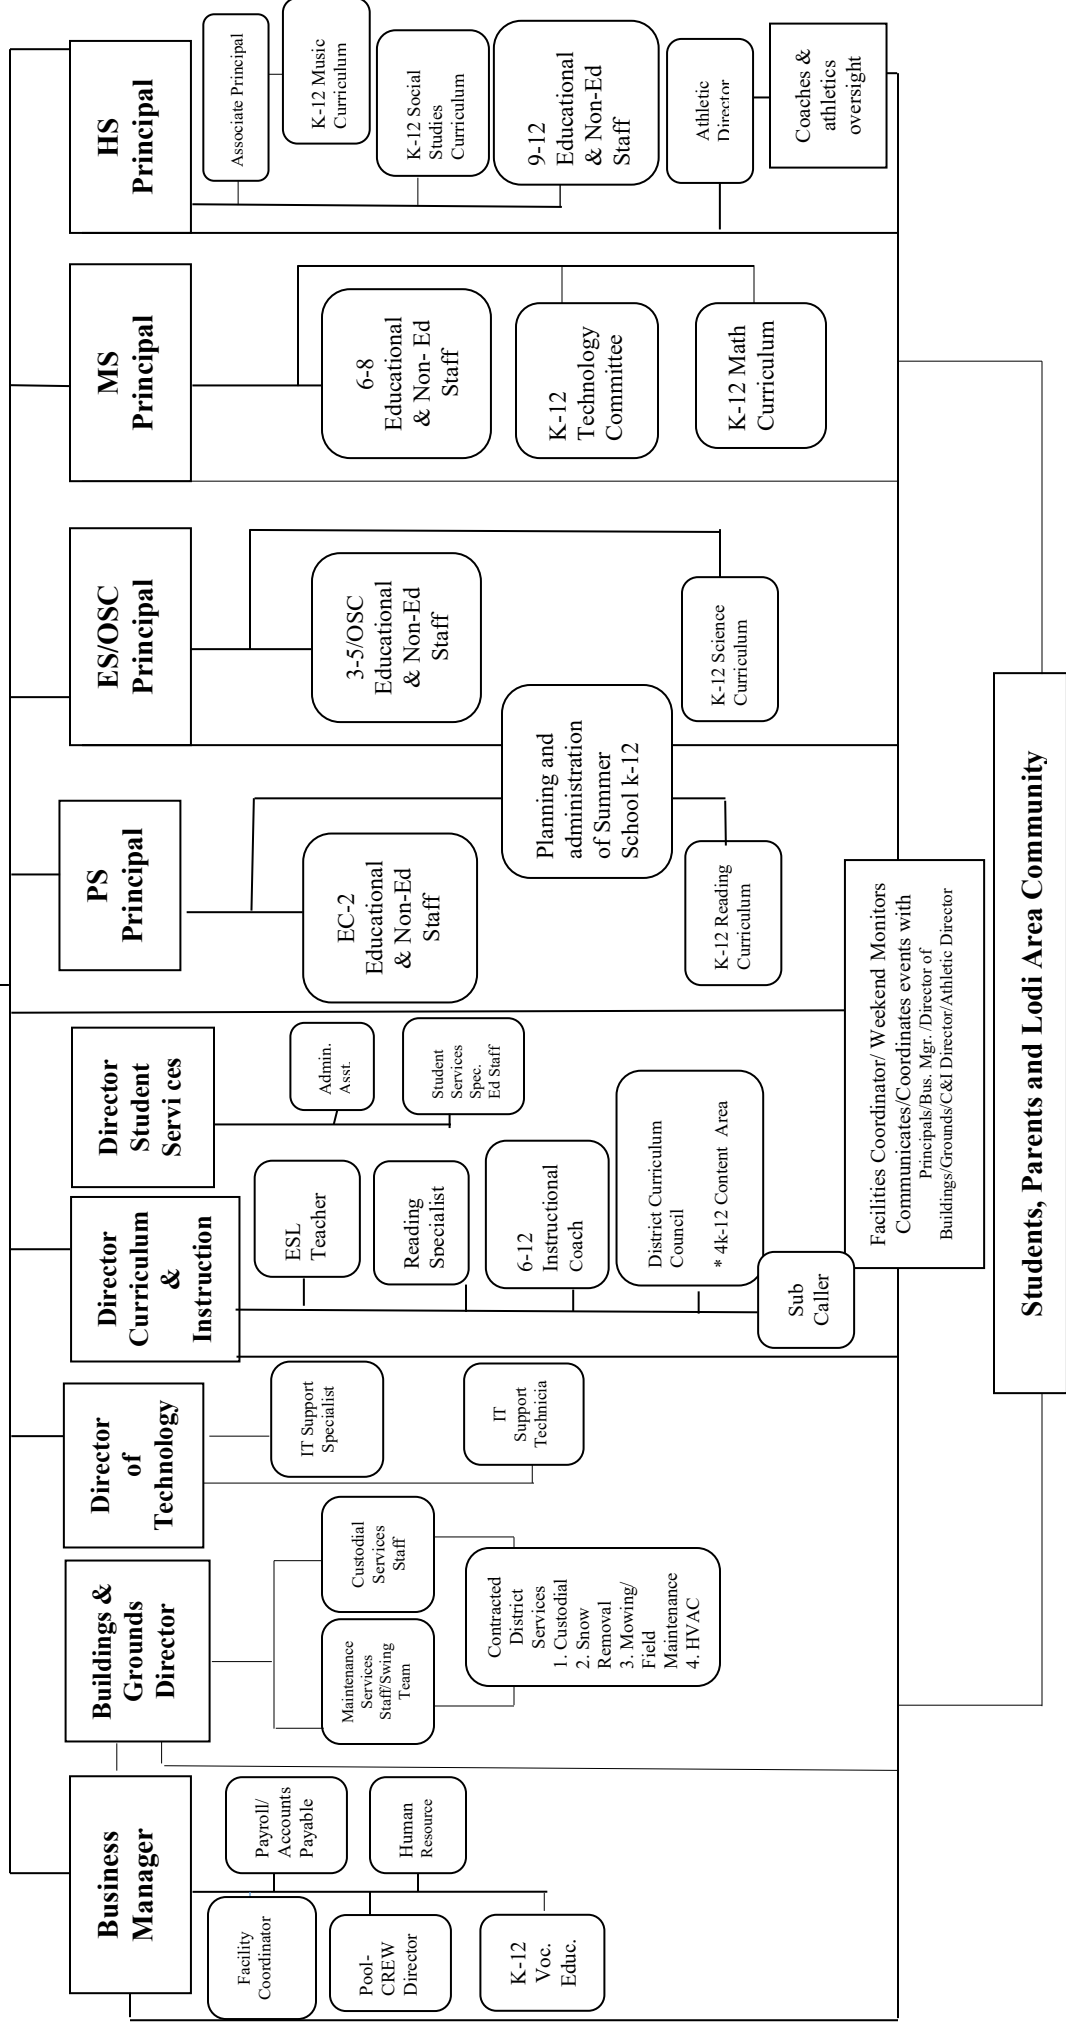 Business
Manager
Facility
Coordinator
Pool-
CREW
Director
K-12
Voc.
Educ.
Payroll/
Accounts
Payable
Human
Resource
Buildings &
Grounds
Director
Maintenance
Services
Staff/Swing
Team
Custodial
Services
Staff
Contracted
District
Services
1. Custodial
2. Snow
Removal
3. Mowing/
Field
Maintenance
4. HVAC
Director
of
Technology
IT Support
Specialist
IT
Support
Technicia
Director
Curriculum
&
Instruction
ESL
Teacher
Reading
Specialist
6-12
Instructional
Coach
District Curriculum
Council
* 4k-12 Content Area
Sub
Caller
Director
Student
Servi ces
Admin.
Asst.
Student
Services
Spec.
Ed Staff
PS
Principal
EC-2
Educational
& Non-Ed
Staff
K-12 Reading
Curriculum
Planning and
administration
of Summer
School k-12
ES/OSC
Principal
3-5/OSC
Educational
& Non-Ed
Staff
K-12 Science
Curriculum
MS
Principal
6-8
Educational
& Non- Ed
Staff
K-12
Technology
Committee
K-12 Math
Curriculum
HS
Principal
Associate Principal
K-12 Music
Curriculum
K-12 Social
Studies
Curriculum
9-12
Educational
& Non-Ed
Staff
Athletic
Director
Coaches &
athletics
oversight
Facilities Coordinator/ Weekend Monitors
Communicates/Coordinates events with
Principals/Bus. Mgr. /Director of
Buildings/Grounds/C&I Director/Athletic Director
Students, Parents and Lodi Area Community